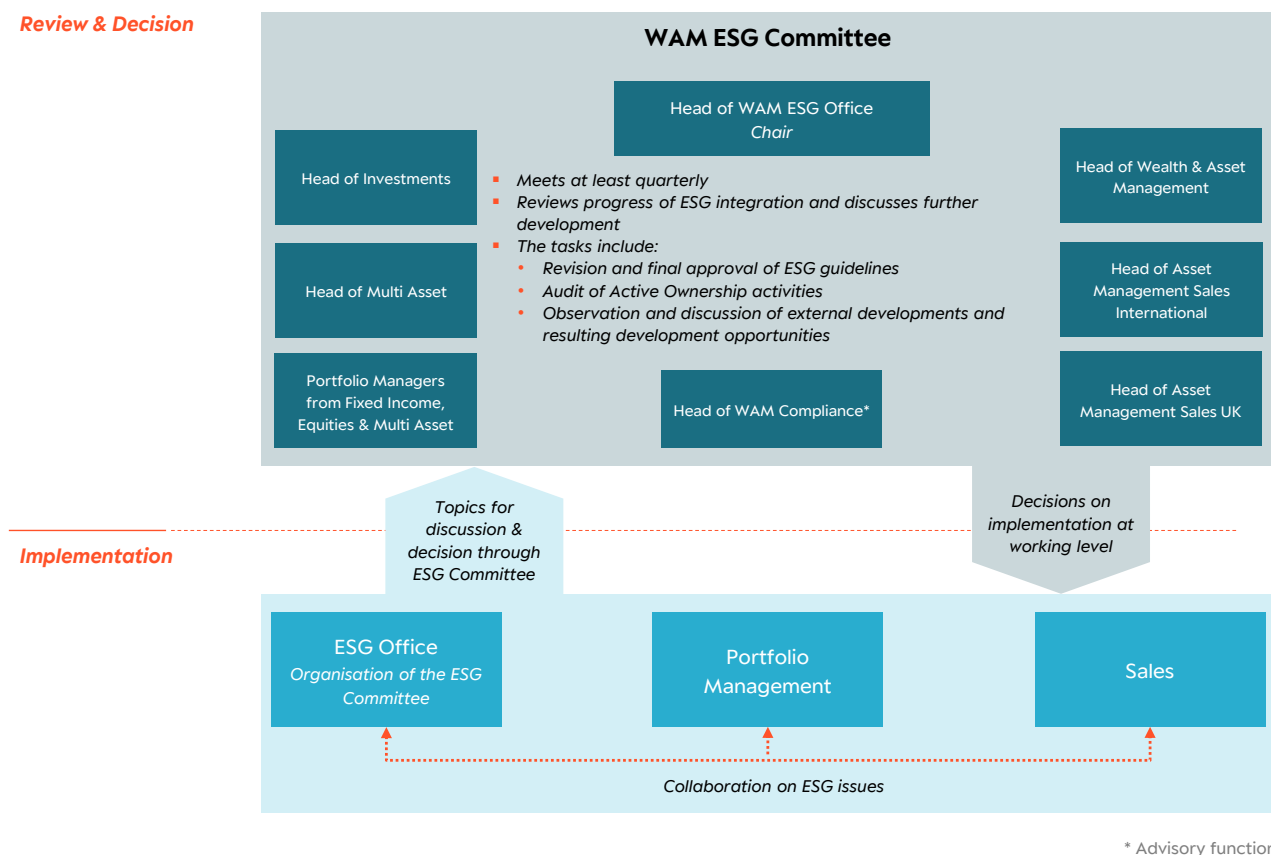 Review & Decision
WAM ESG Committee
Head of WAM ESG Office
Chair
Head of Investments
Head of Multi Asset
Portfolio Managers
from Fixed Income,
Equities & Multi Asset
▪ Meets at least quarterly
▪ Reviews progress of ESG integration and discusses further
development
▪ The tasks include:
• Revision and final approval of ESG guidelines
• Audit of Active Ownership activities
• Observation and discussion of external developments and
resulting development opportunities
Head of WAM Compliance*
Head of Wealth & Asset
Management
Head of Asset
Management Sales
International
Head of Asset
Management Sales UK
Topics for
discussion &
decision through
ESG Committee
Decisions on
implementation at
working level
Implementation
ESG Office
Organisation of the ESG
Committee
Portfolio
Management
Sales
Collaboration on ESG issues
* Advisory function